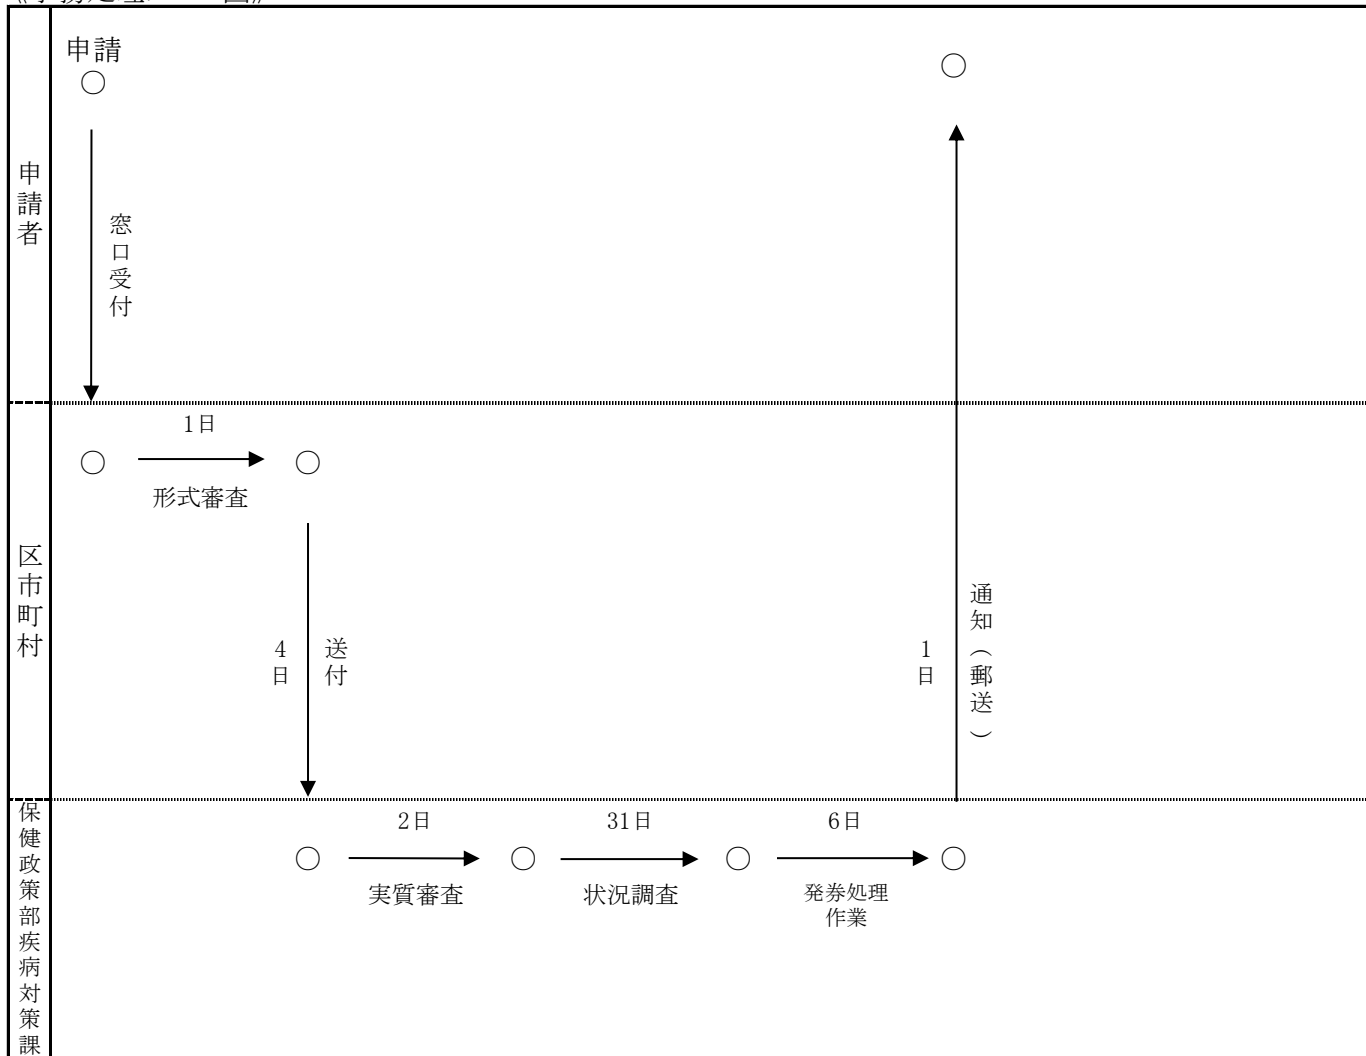 申請
申請者
窓口受付
1日
形式審査
区市町村
4日
送付
1日
通知(郵送)
保健政策部疾病対策課
2日
31日
6日
実質審査
状況調査
発券処理
作業